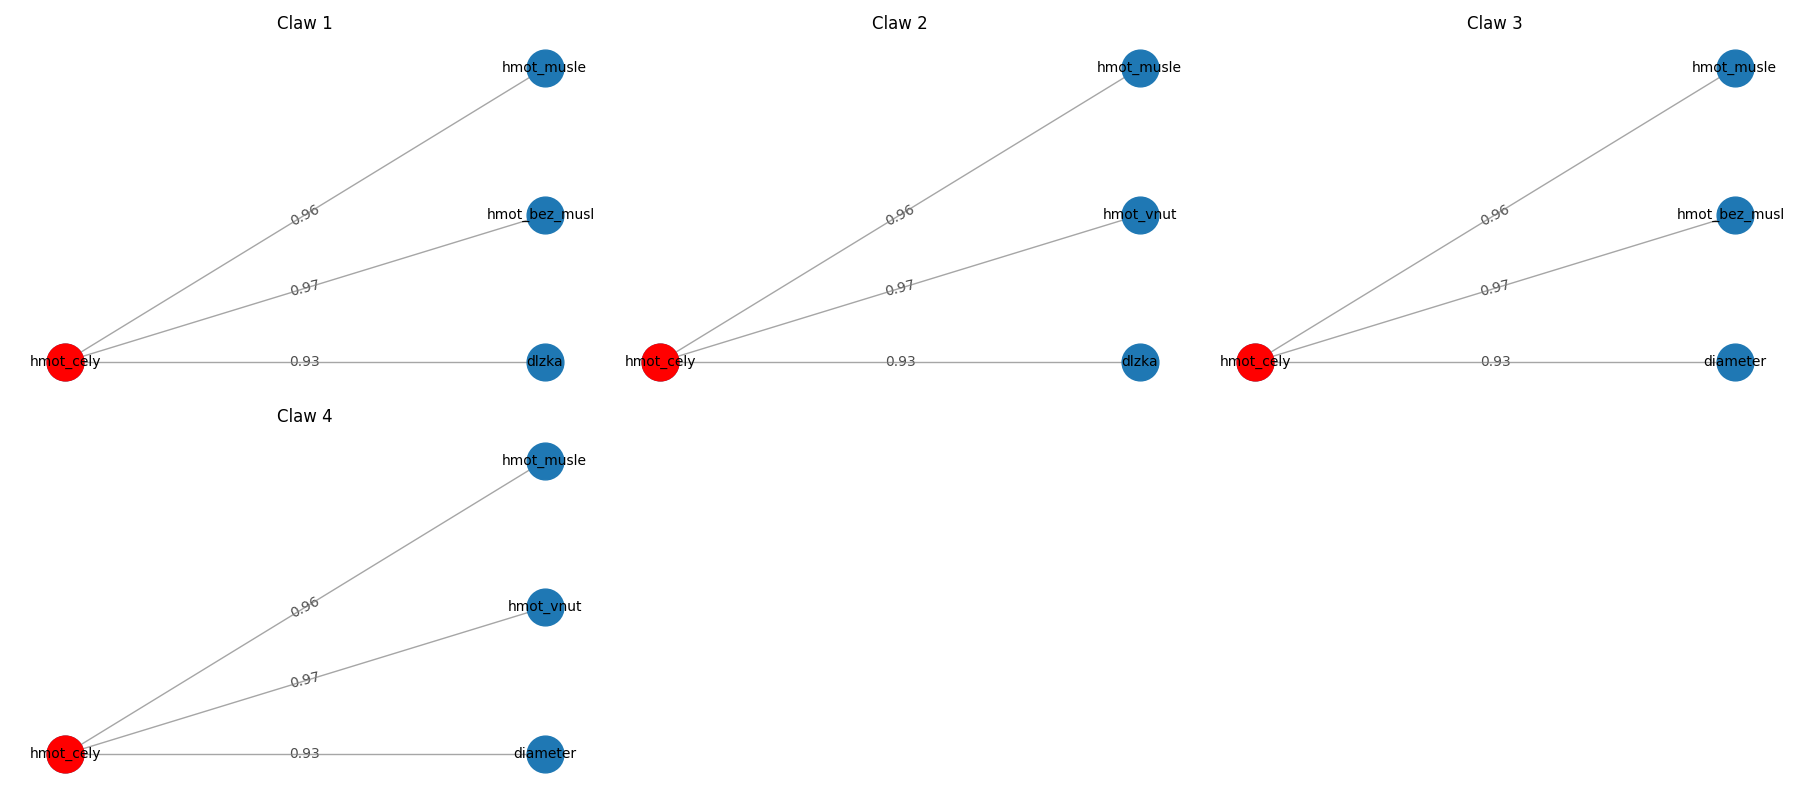 Claw 1
hmot_musle
0.96
hmot_bez_musl
0.97
hmot_cely
0.93
dlzka
Claw 2
hmot_musle
0.96
hmot_vnut
0.97
hmot_cely
0.93
dlzka
Claw 3
hmot_musle
0.96
hmot_bez_musl
0.97
hmot_cely
0.93
diameter
Claw 4
hmot_musle
0.96
hmot_vnut
0.97
hmot_cely
0.93
diameter